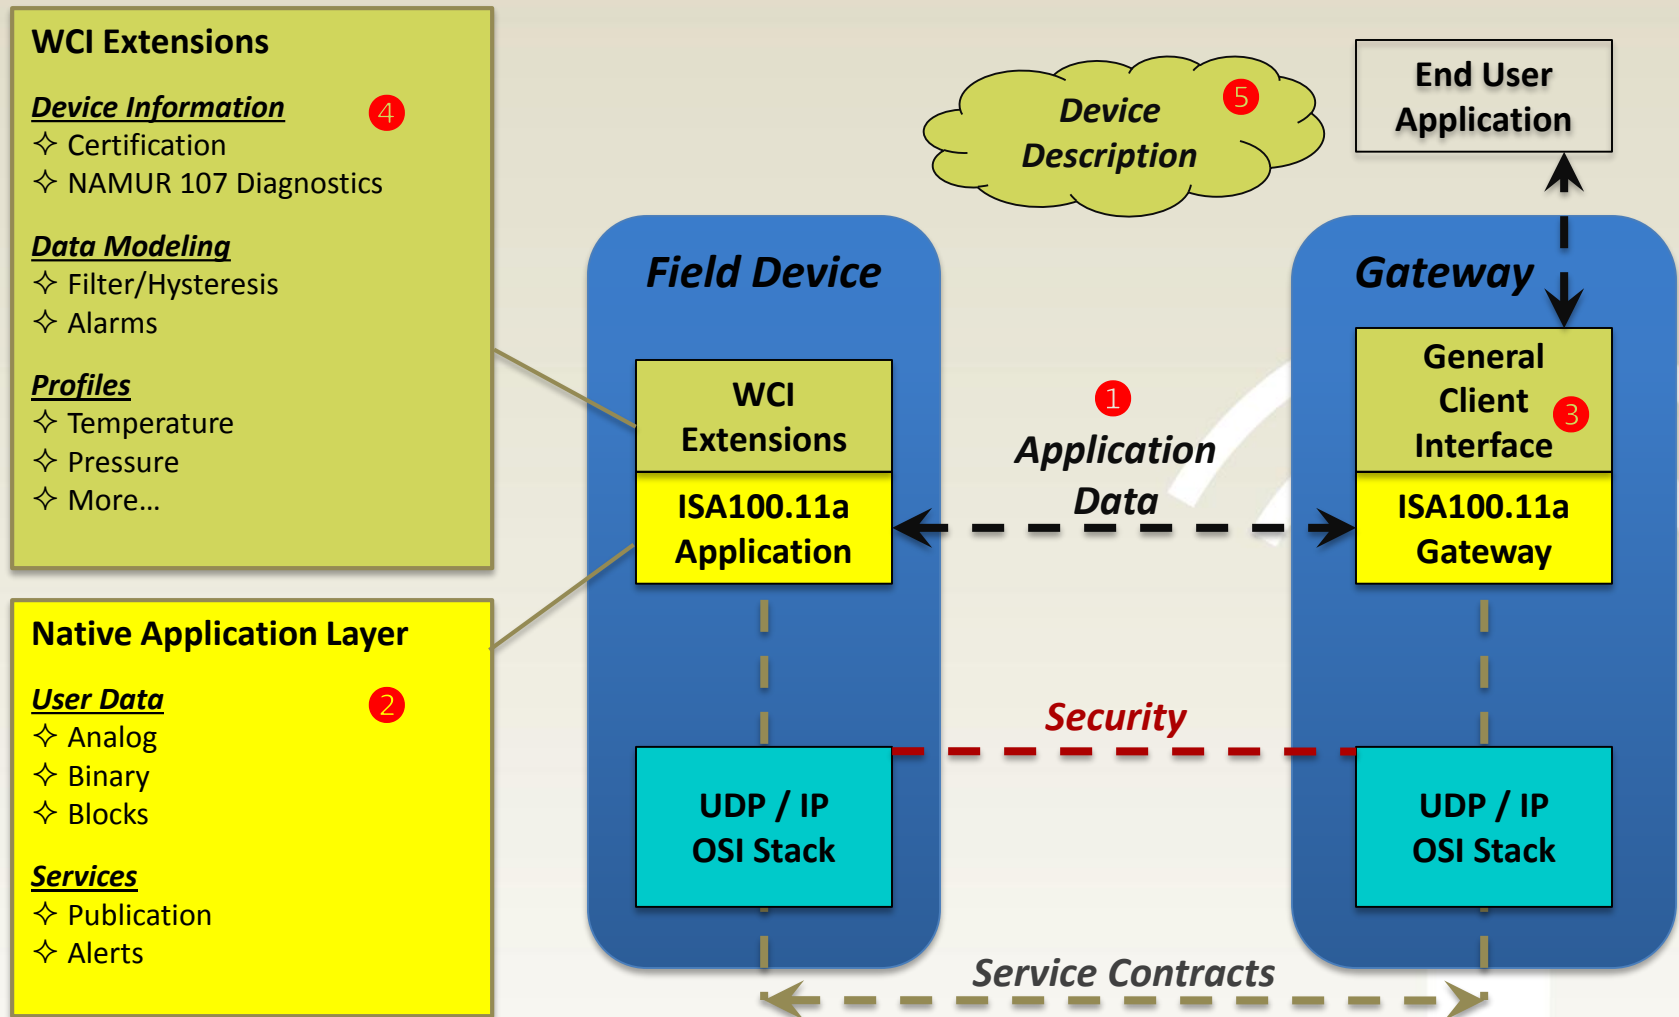 WCI Extensions
Device Information
④
✧ Certification
✧ NAMUR 107 Diagnostics
Data Modeling
✧ Filter/Hysteresis
✧ Alarms
Profiles
✧ Temperature
✧ Pressure
✧ More...
Native Application Layer
User Data
②
✧ Analog
✧ Binary
✧ Blocks
Services
✧ Publication
✧ Alerts
Device
Description
⑤
End User
Application
Field Device
WCI
Extensions
ISA100.11a
Application
UDP / IP
OSI Stack
①
Application
Data
Security
Service Contracts
Gateway
General
Client
Interface
③
ISA100.11a
Gateway
UDP / IP
OSI Stack